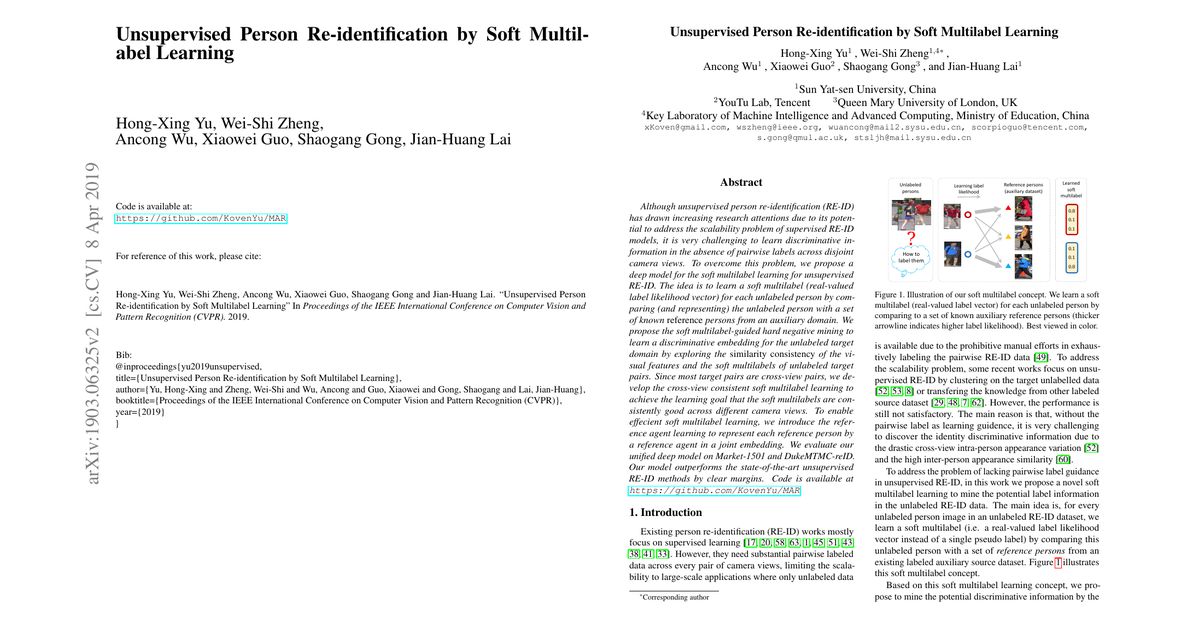 Unsupervised Person Re-identification by Soft Multil-
abel Learning
Hong-Xing Yu, Wei-Shi Zheng,
Ancong Wu, Xiaowei Guo, Shaogang Gong, Jian-Huang Lai
arXiv:1903.06325v2 [cs.CV] 8 Apr 2019
Code is available at:
https://github.com/KovenYu/MAR
For reference of this work, please cite:
Hong-Xing Yu, Wei-Shi Zheng, Ancong Wu, Xiaowei Guo, Shaogang Gong and Jian-Huang Lai. “Unsupervised Person
Re-identification by Soft Multilabel Learning” In Proceedings of the IEEE International Conference on Computer Vision and
Pattern Recognition (CVPR). 2019.
Bib:
@inproceedings{yu2019unsupervised,
title={Unsupervised Person Re-identification by Soft Multilabel Learning},
author={Yu, Hong-Xing and Zheng, Wei-Shi and Wu, Ancong and Guo, Xiaowei and Gong, Shaogang and Lai, Jian-Huang},
booktitle={Proceedings of the IEEE International Conference on Computer Vision and Pattern Recognition (CVPR)},
year={2019}
}
Unsupervised Person Re-identification by Soft Multilabel Learning
Hong-Xing Yu1 , Wei-Shi Zheng1,4* ,
Ancong Wu1 , Xiaowei Guo2 , Shaogang Gong3 , and Jian-Huang Lai1
1Sun Yat-sen University, China
2YouTu Lab, Tencent 3Queen Mary University of London, UK
4Key Laboratory of Machine Intelligence and Advanced Computing, Ministry of Education, China
xKoven@gmail.com, wszheng@ieee.org, wuancong@mail2.sysu.edu.cn, scorpioguo@tencent.com,
s.gong@qmul.ac.uk, stsljh@mail.sysu.edu.cn
Abstract
Although unsupervised person re-identification (RE-ID)
has drawn increasing research attentions due to its poten-
tial to address the scalability problem of supervised RE-ID
models, it is very challenging to learn discriminative in-
formation in the absence of pairwise labels across disjoint
camera views. To overcome this problem, we propose a
deep model for the soft multilabel learning for unsupervised
RE-ID. The idea is to learn a soft multilabel (real-valued
label likelihood vector) for each unlabeled person by com-
paring (and representing) the unlabeled person with a set
of known reference persons from an auxiliary domain. We
propose the soft multilabel-guided hard negative mining to
learn a discriminative embedding for the unlabeled target
domain by exploring the similarity consistency of the vi-
sual features and the soft multilabels of unlabeled target
pairs. Since most target pairs are cross-view pairs, we de-
velop the cross-view consistent soft multilabel learning to
achieve the learning goal that the soft multilabels are con-
sistently good across different camera views. To enable
effecient soft multilabel learning, we introduce the refer-
ence agent learning to represent each reference person by
a reference agent in a joint embedding. We evaluate our
unified deep model on Market-1501 and DukeMTMC-reID.
Our model outperforms the state-of-the-art unsupervised
RE-ID methods by clear margins. Code is available at
https://github.com/KovenYu/MAR
1. Introduction
Existing person re-identification (RE-ID) works mostly
focus on supervised learning [17, 20, 58, 63, 1, 45, 51, 43,
38, 41, 33]. However, they need substantial pairwise labeled
data across every pair of camera views, limiting the scala-
bility to large-scale applications where only unlabeled data
*Corresponding author
Unlabeled
persons
Learning label
likelihood
Reference persons
(auxiliary dataset)
Learned
soft
multilabel
?
How to
label them
0.8
0.1
0.1
0.1
0.1
0.8
Figure 1. Illustration of our soft multilabel concept. We learn a soft
multilabel (real-valued label vector) for each unlabeled person by
comparing to a set of known auxiliary reference persons (thicker
arrowline indicates higher label likelihood). Best viewed in color.
is available due to the prohibitive manual efforts in exhaus-
tively labeling the pairwise RE-ID data [49]. To address
the scalability problem, some recent works focus on unsu-
pervised RE-ID by clustering on the target unlabelled data
[52, 53, 8] or transfering the knowledge from other labeled
source dataset [29, 48, 7, 62]. However, the performance is
still not satisfactory. The main reason is that, without the
pairwise label as learning guidence, it is very challenging
to discover the identity discriminative information due to
the drastic cross-view intra-person appearance variation [52]
and the high inter-person appearance similarity [60].
To address the problem of lacking pairwise label guidance
in unsupervised RE-ID, in this work we propose a novel soft
multilabel learning to mine the potential label information
in the unlabeled RE-ID data. The main idea is, for every
unlabeled person image in an unlabeled RE-ID dataset, we
learn a soft multilabel (i.e. a real-valued label likelihood
vector instead of a single pseudo label) by comparing this
unlabeled person with a set of reference persons from an
existing labeled auxiliary source dataset. Figure 1 illustrates
this soft multilabel concept.
Based on this soft multilabel learning concept, we pro-
pose to mine the potential discriminative information by the